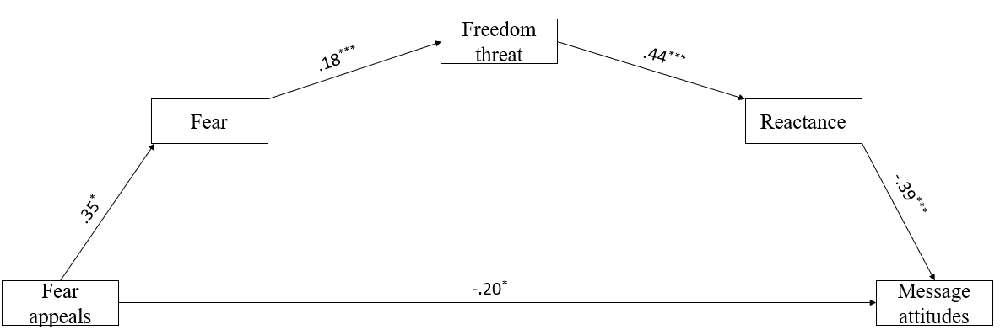 Freedom
threat
.18***
.44***
Fear
Reactance
.35*
-.39***
Fear
appeals
-.20*
Message
attitudes